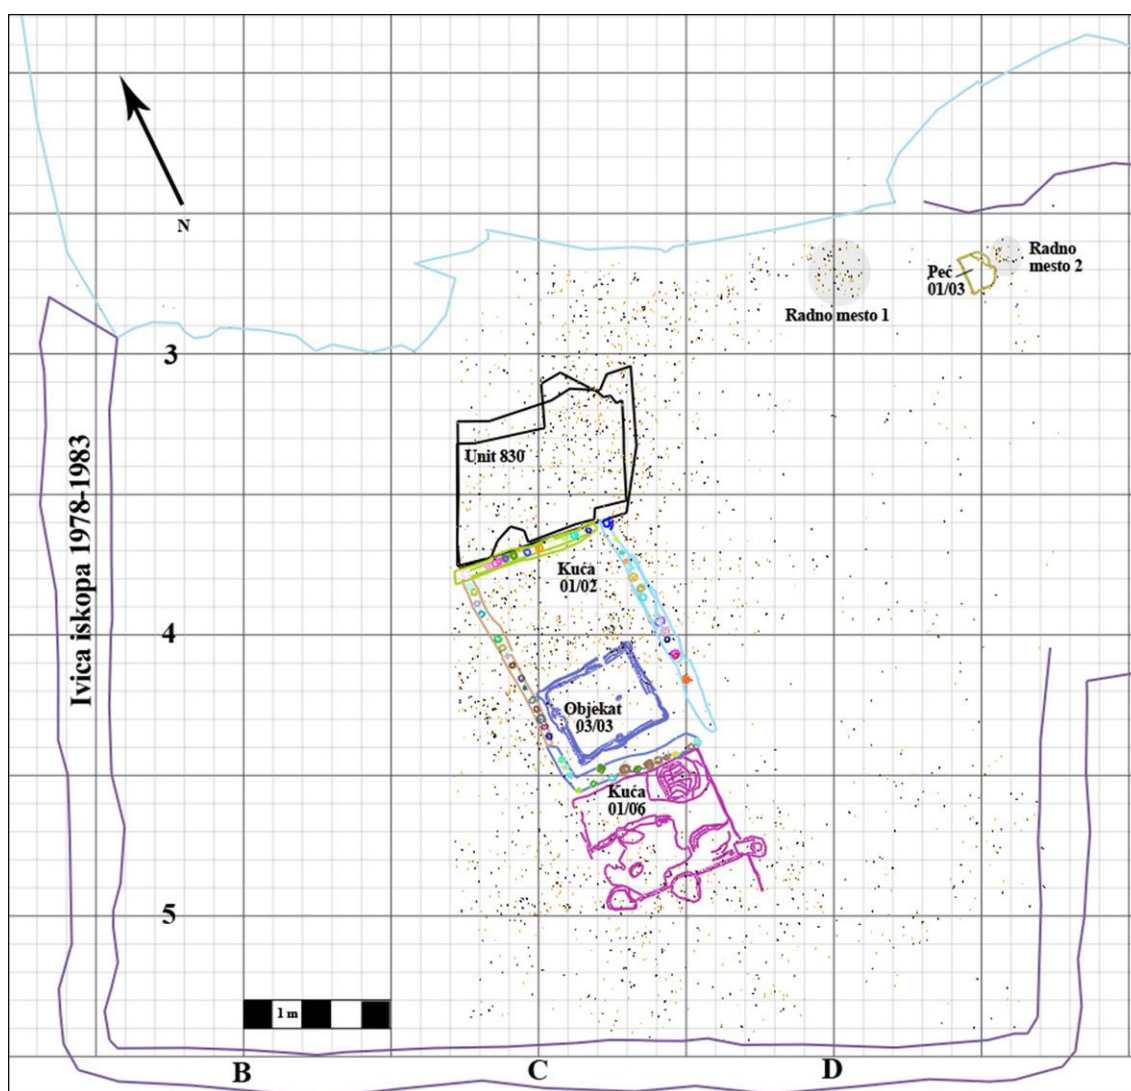 N
Radno
mesto 2
Peć
01/03
Radno mesto 1
3
Unit 830
Ivica iskopa 1978-1983
Kuća
01/02
4
Objekat
03/03
Kuća
01/06
5
1 m
B
C
D